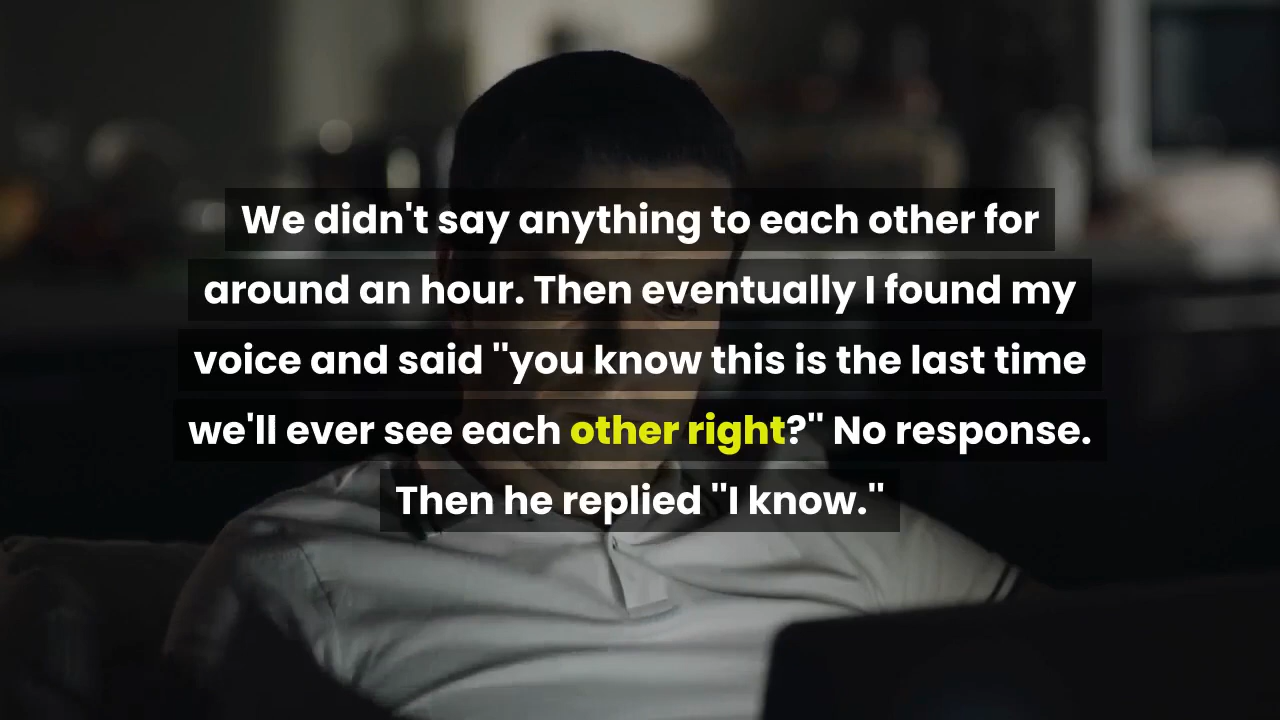 We didn't say anything to each other for
around an hour. Then eventually I found my
voice and said "you know this is the last time
we'll ever see each other right?" No response.
Then he replied "I know."